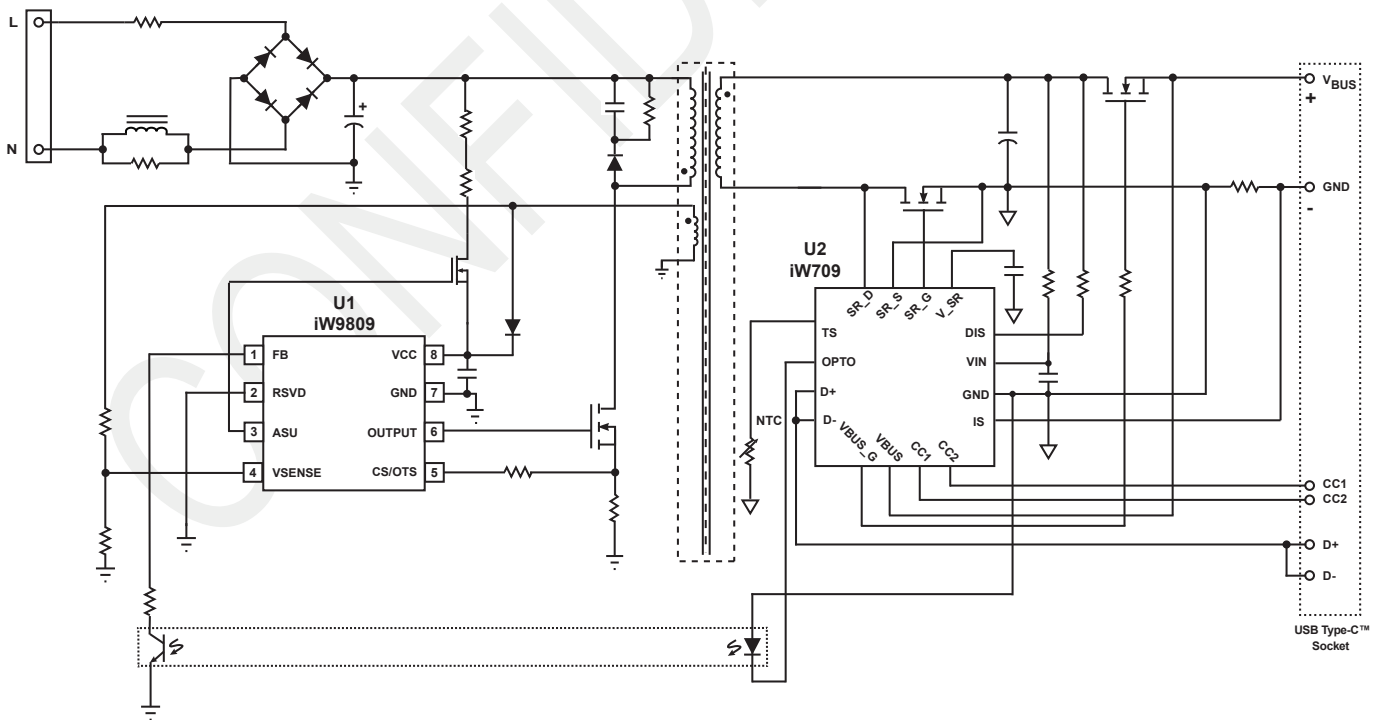 CONFID
L
N
+
U1
iW9809
1 FB
2 RSVD
3 ASU
4 VSENSE
VCC 8
GND 7
OUTPUT 6
CS/OTS 5
U2
iW709
SR_D
SR_S
SR_G
V_SR
TS
OPTO
D+
D-
DIS
VIN
GND
IS
VBUS_G
VBUS
CC1
CC2
NTC
VBUS
+
GND
-
CC1
CC2
D+
D-
USB Type-C™
Socket